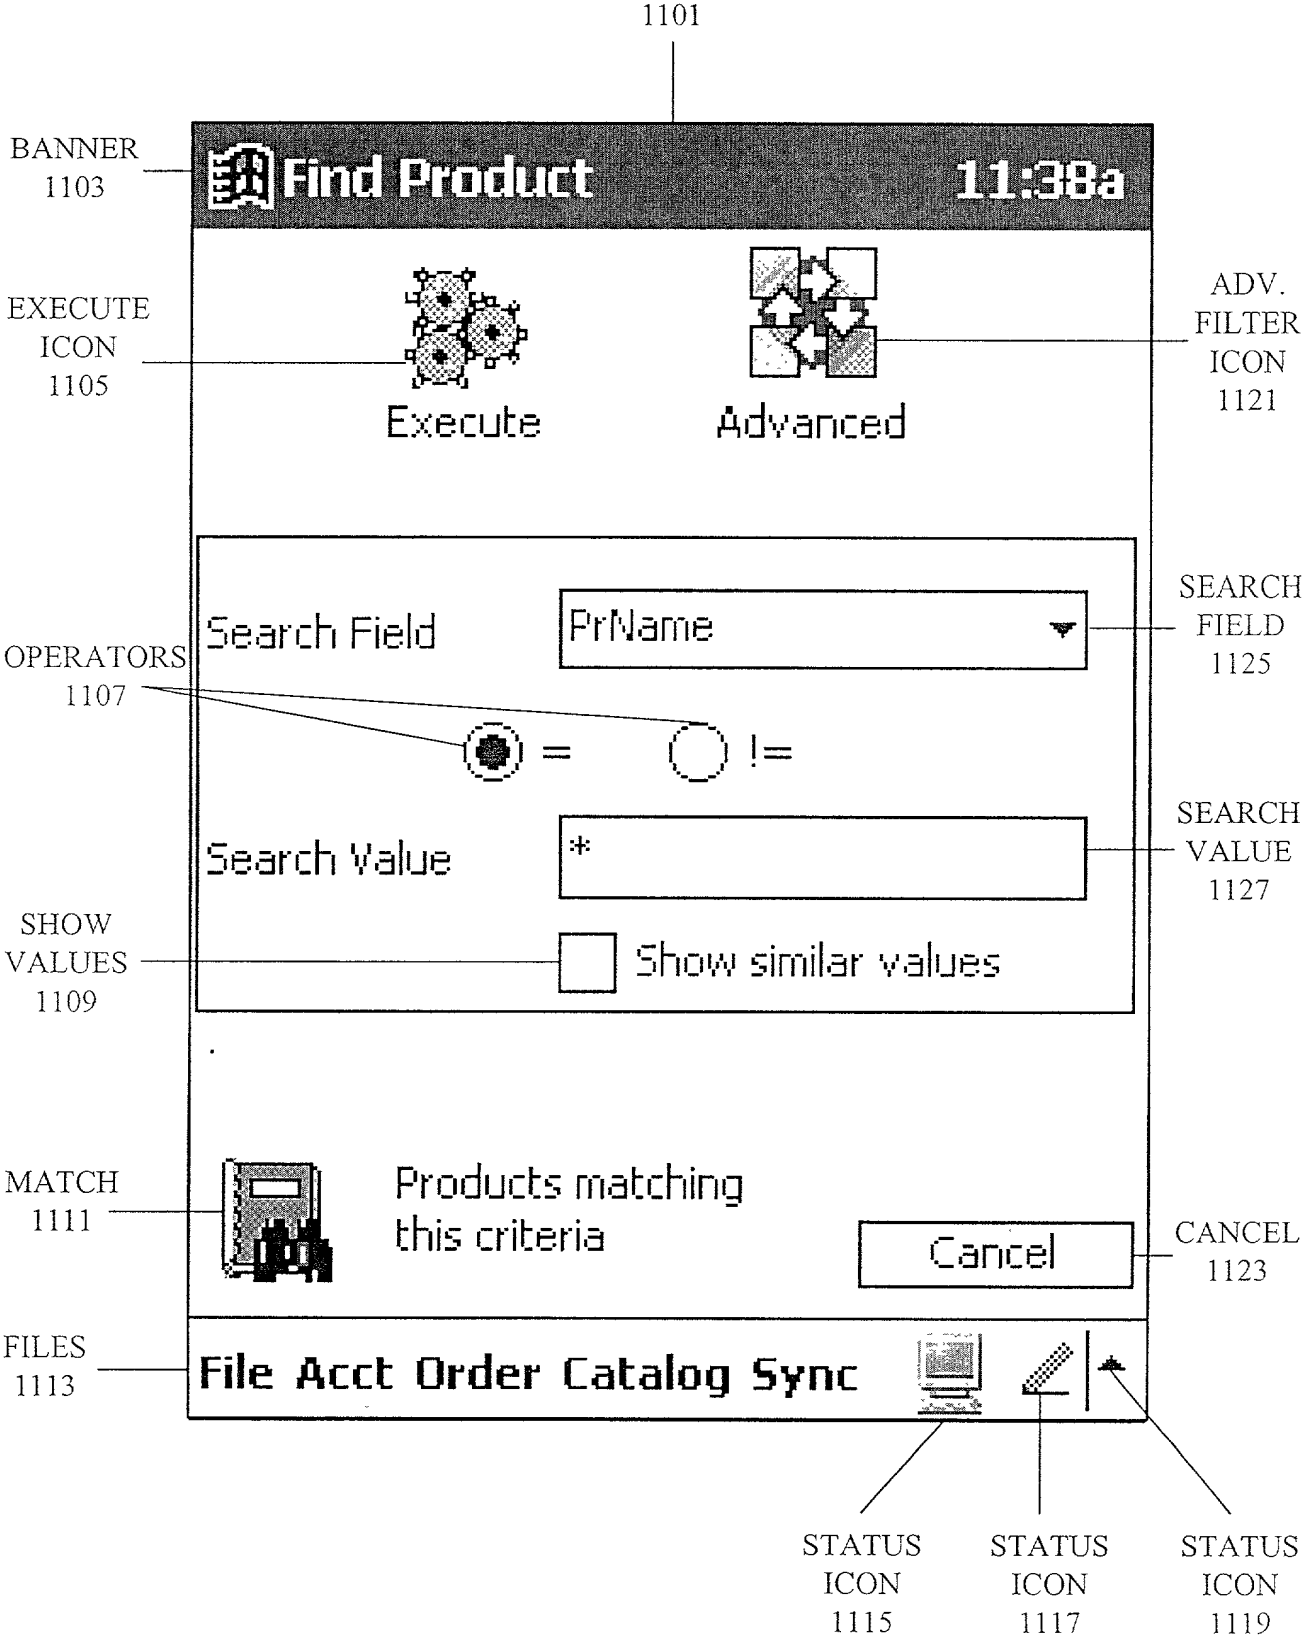 1101
BANNER
1103
Find Product 11:38a
EXECUTE
ICON
1105
Execute
Advanced
ADV.
FILTER
ICON
1121
Search Field
PrName
SEARCH
FIELD
1125
OPERATORS
1107
= !=
Search Value
*
SEARCH
VALUE
1127
SHOW
VALUES
1109
Show similar values
MATCH
1111
Products matching
this criteria
Cancel
CANCEL
1123
FILES
1113
File Acct Order Catalog Sync
STATUS
ICON
1115
STATUS
ICON
1117
STATUS
ICON
1119